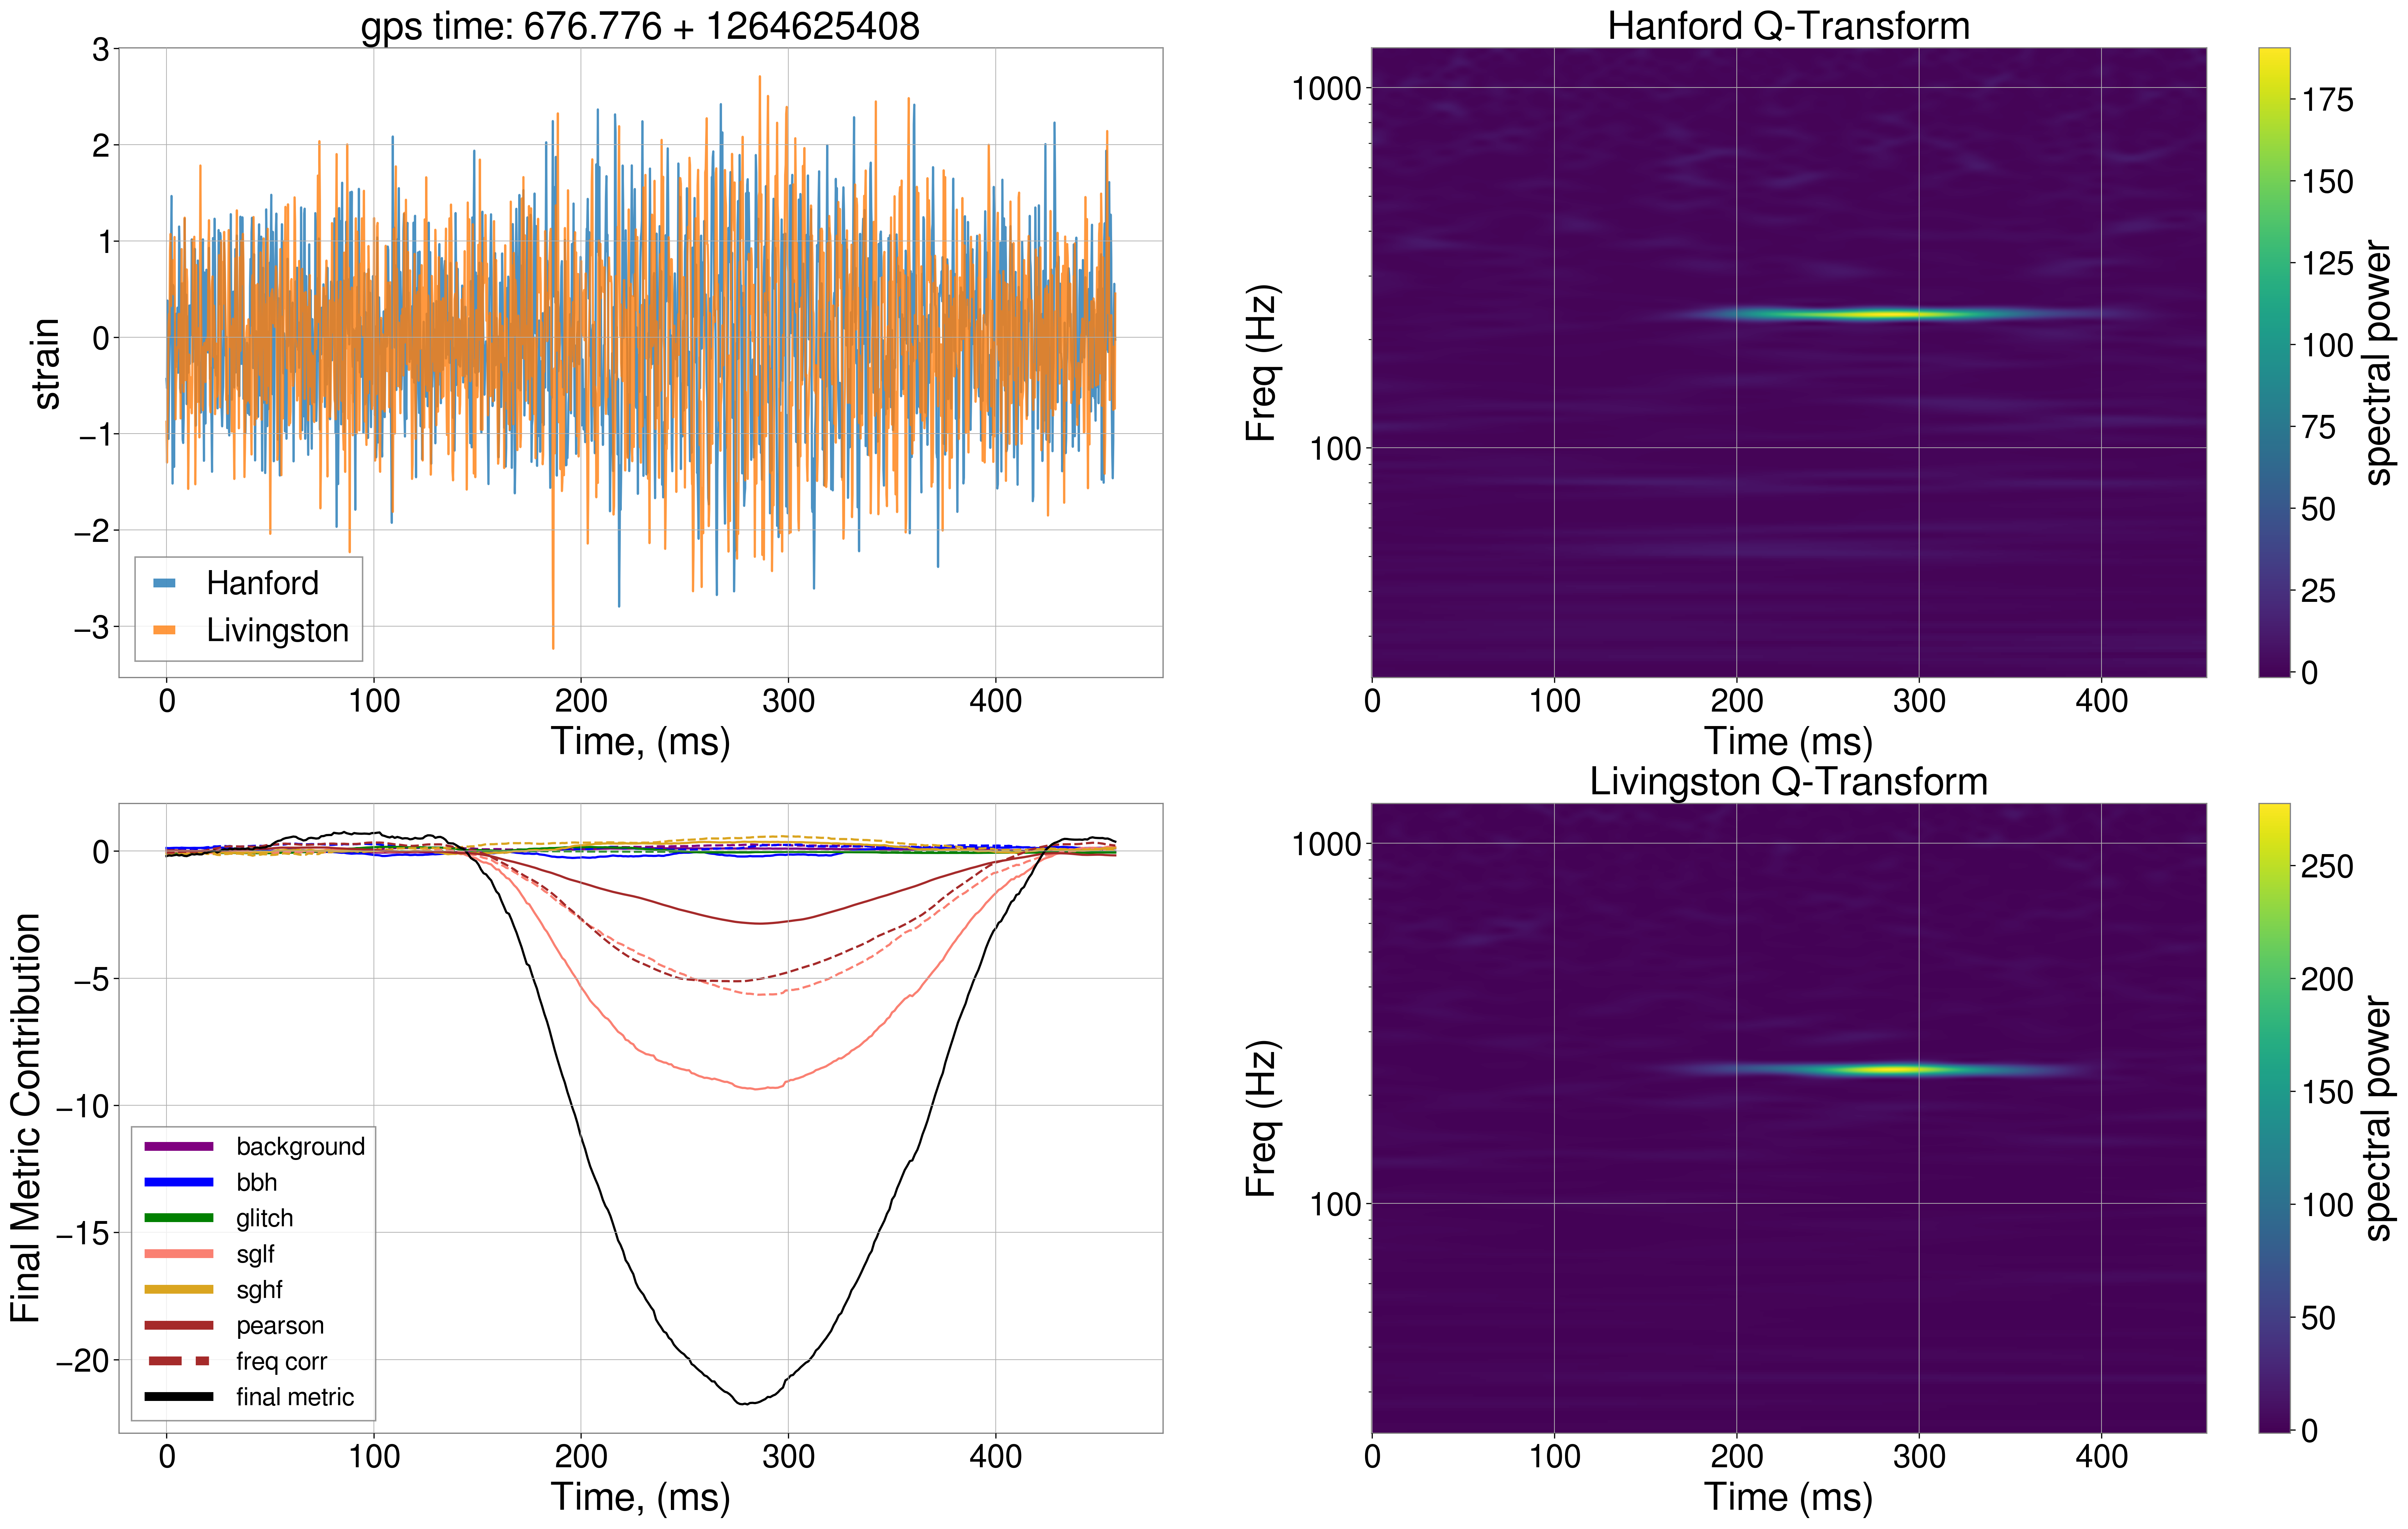 gps time: 676.776 + 1264625408
3
2
1
0
−1
−2
−3
strain
Hanford
Livingston
0 100 200 300 400
Time, (ms)
Hanford Q-Transform
1000
100
Freq (Hz)
0 100 200 300 400
Time (ms)
175
150
125
100
75
50
25
0
spectral power
0
−5
−10
−15
−20
Final Metric Contribution
background
bbh
glitch
sglf
sghf
pearson
freq corr
final metric
0 100 200 300 400
Time, (ms)
Livingston Q-Transform
1000
100
Freq (Hz)
0 100 200 300 400
Time (ms)
250
200
150
100
50
0
spectral power